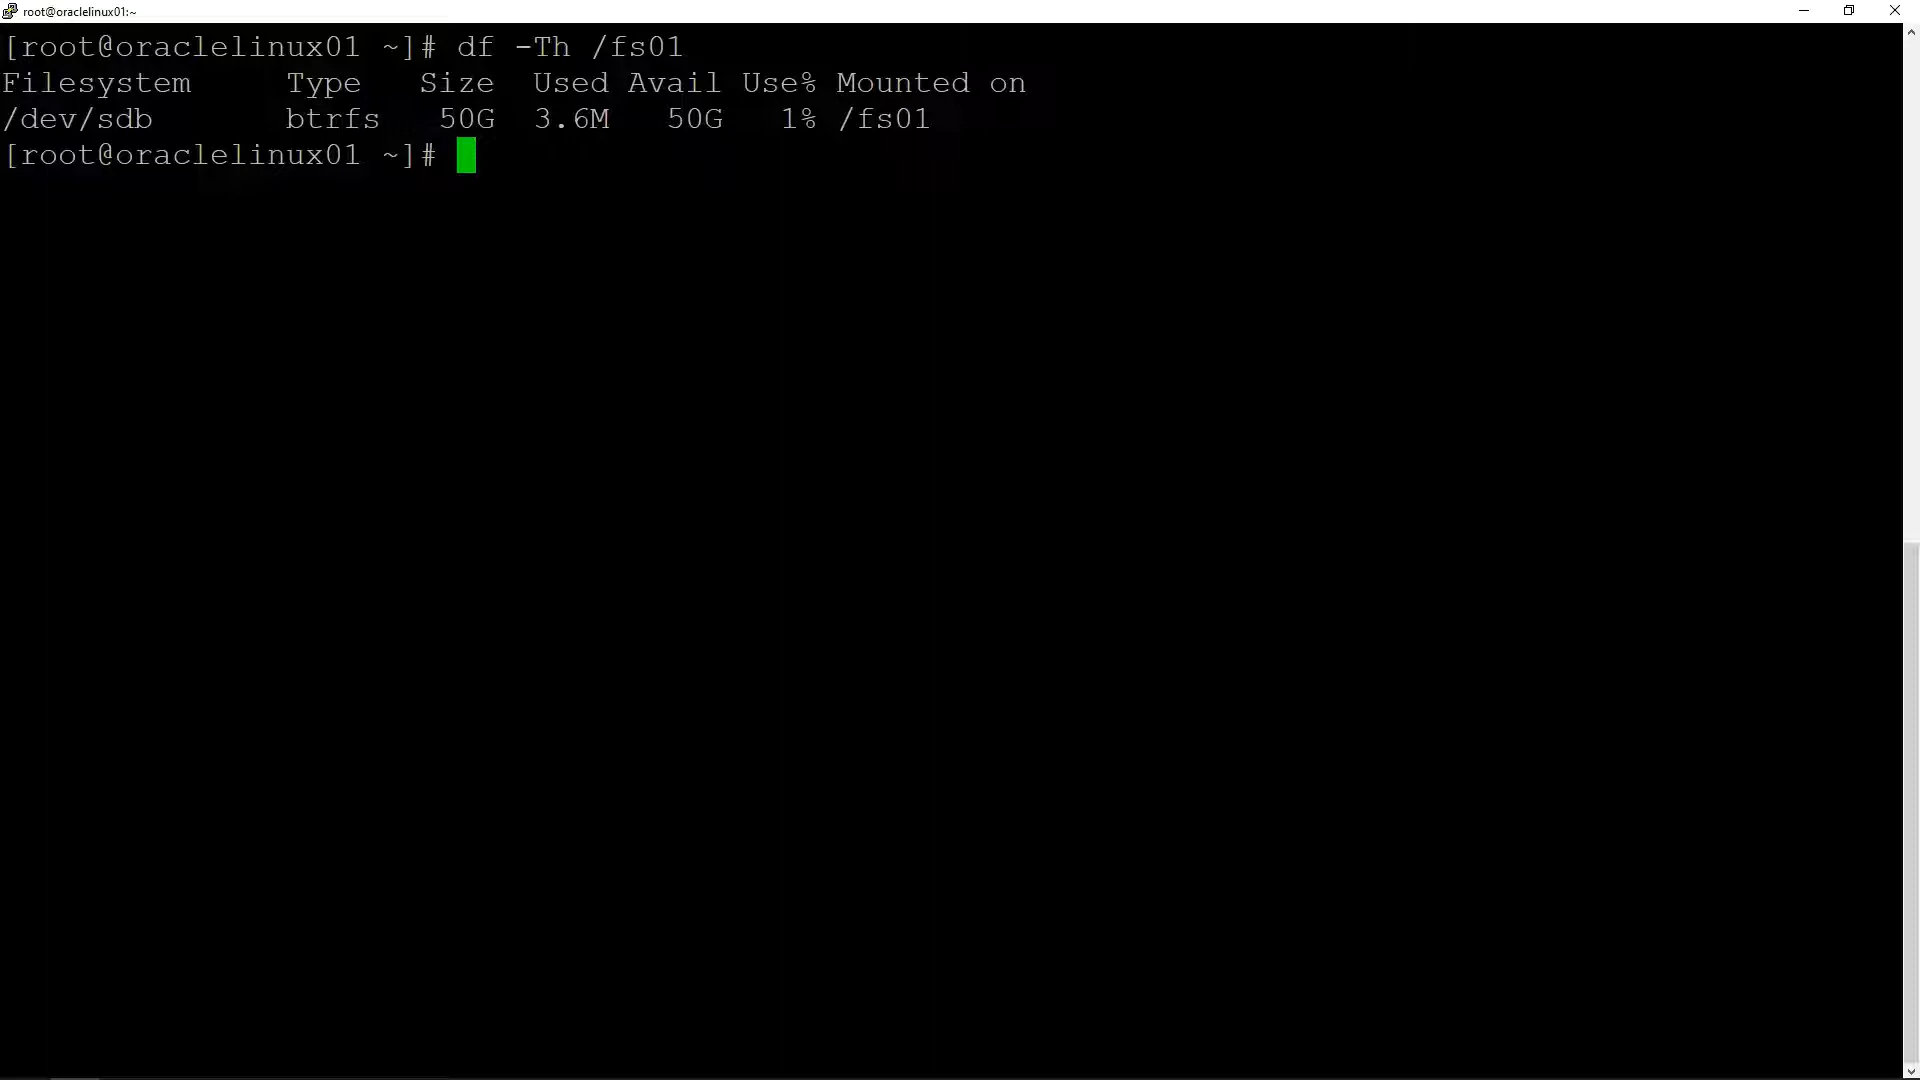 root@oraclelinux01:~
[root@oraclelinux01 ~]# df -Th /fs01
Filesystem     Type   Size  Used Avail Use% Mounted on
/dev/sdb       btrfs   50G  3.6M   50G   1% /fs01
[root@oraclelinux01 ~]#